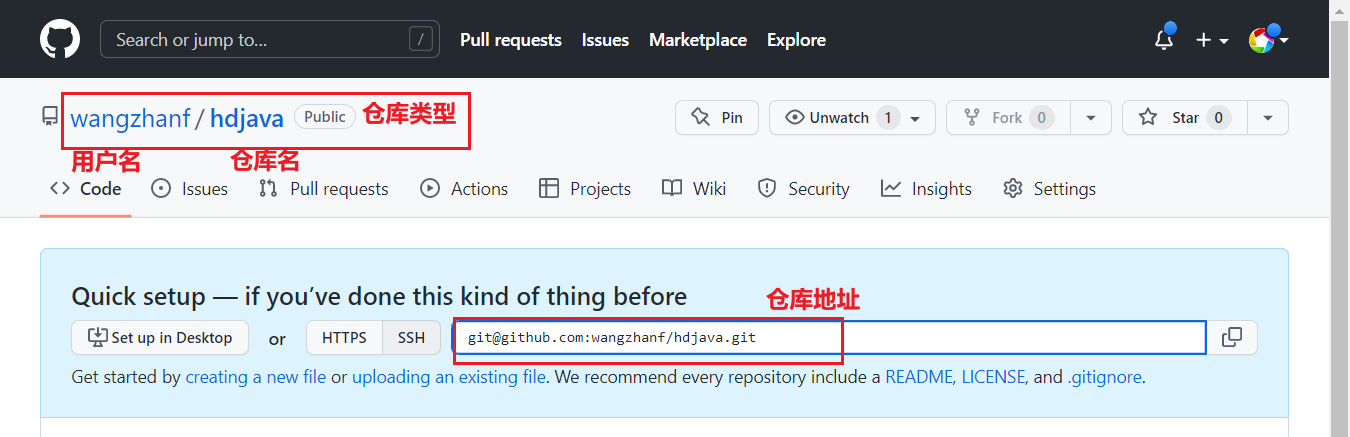 Search or jump to... / Pull requests Issues Marketplace Explore
wangzhanf / hdjava Public 仓库类型 Pin Unwatch 1 Fork 0 Star 0
用户名 仓库名
Code Issues Pull requests Actions Projects Wiki Security Insights Settings
Quick setup — if you’ve done this kind of thing before 仓库地址
Set up in Desktop or HTTPS SSH git@github.com:wangzhanf/hdjava.git
Get started by creating a new file or uploading an existing file. We recommend every repository include a README, LICENSE, and .gitignore.